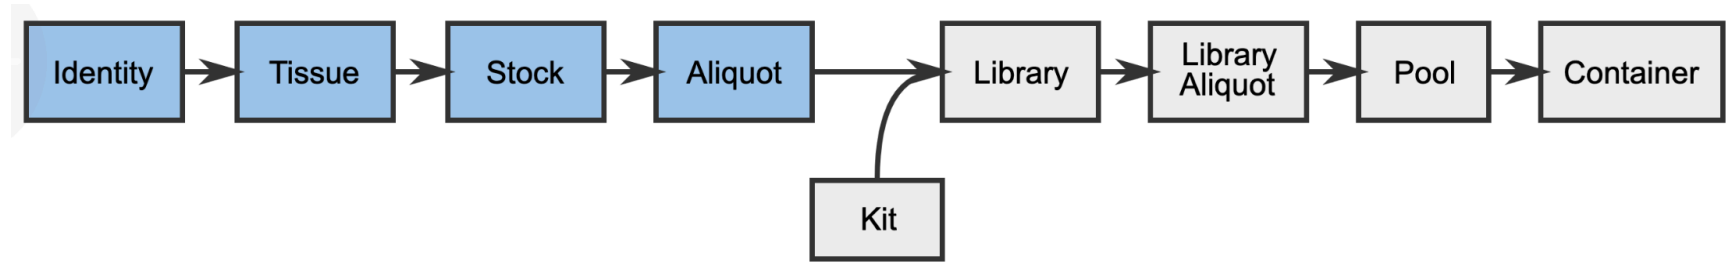 Identity
Tissue
Stock
Aliquot
Library
Library
Aliquot
Pool
Container
Kit